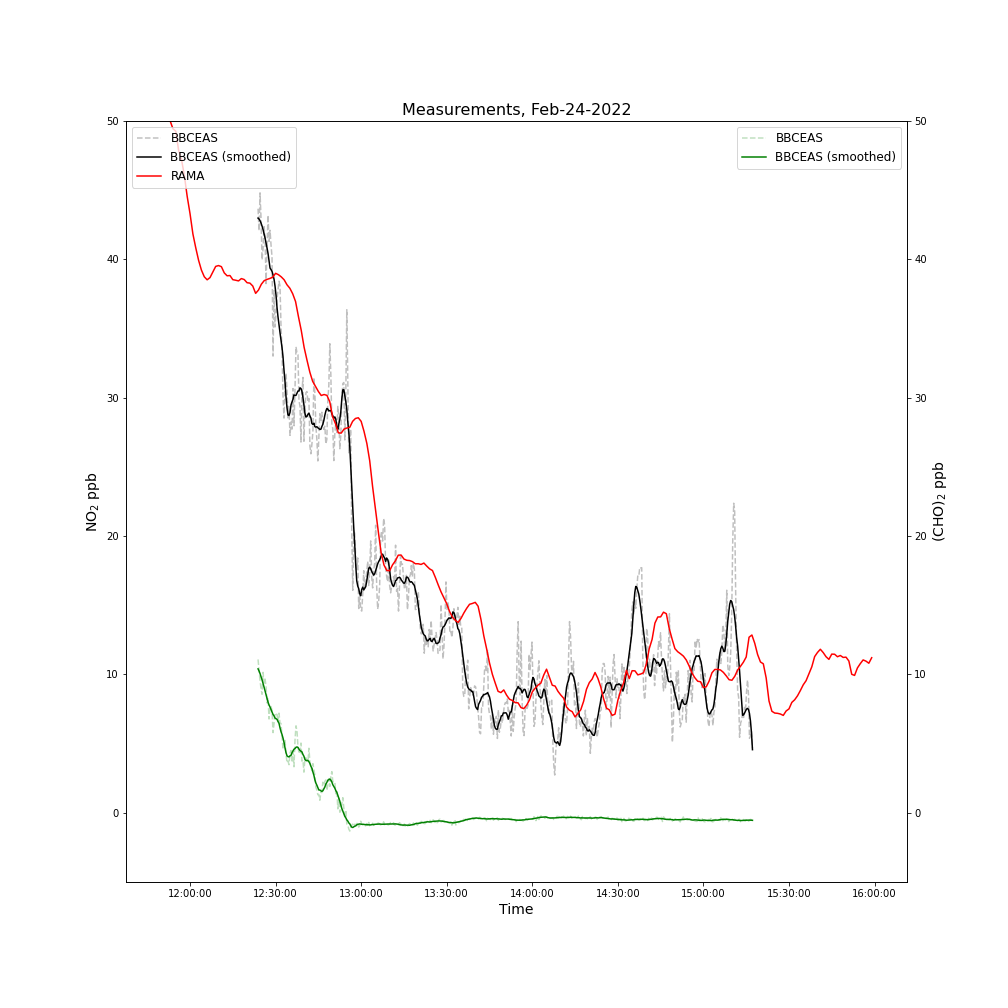 Measurements, Feb-24-2022
BBCEAS
BBCEAS (smoothed)
RAMA
BBCEAS
BBCEAS (smoothed)
50
40
30
20
10
0
NO₂ ppb
50
40
30
20
10
0
(CHO)₂ ppb
12:00:00 12:30:00 13:00:00 13:30:00 14:00:00 14:30:00 15:00:00 15:30:00 16:00:00
Time